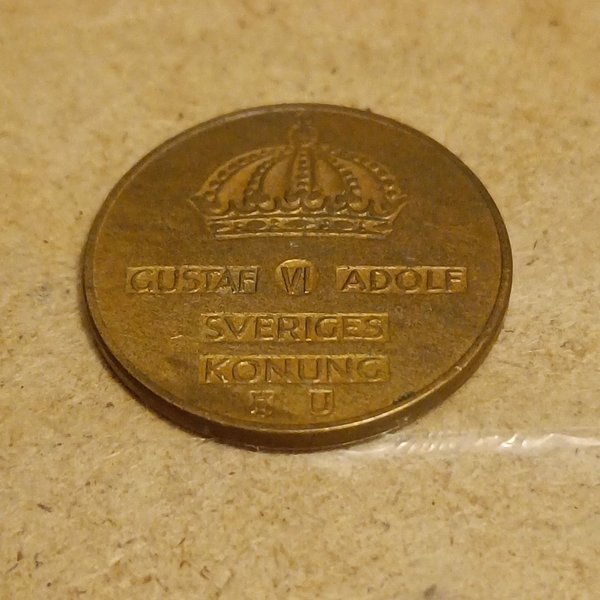 GUSTAF VI ADOLF
SVERIGES
KONUNG
H U